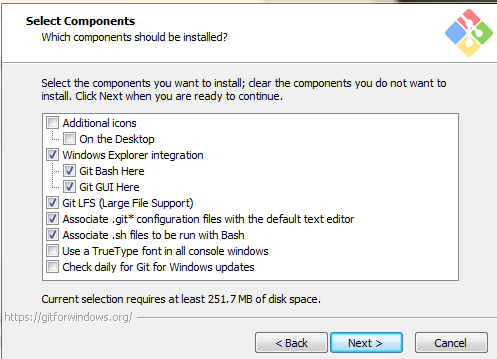 Select Components
Which components should be installed?
Select the components you want to install; clear the components you do not want to
install. Click Next when you are ready to continue.
Additional icons
On the Desktop
Windows Explorer integration
Git Bash Here
Git GUI Here
Git LFS (Large File Support)
Associate .git* configuration files with the default text editor
Associate .sh files to be run with Bash
Use a TrueType font in all console windows
Check daily for Git for Windows updates
Current selection requires at least 251.7 MB of disk space.
https://gitforwindows.org/
< Back
Next >
Cancel